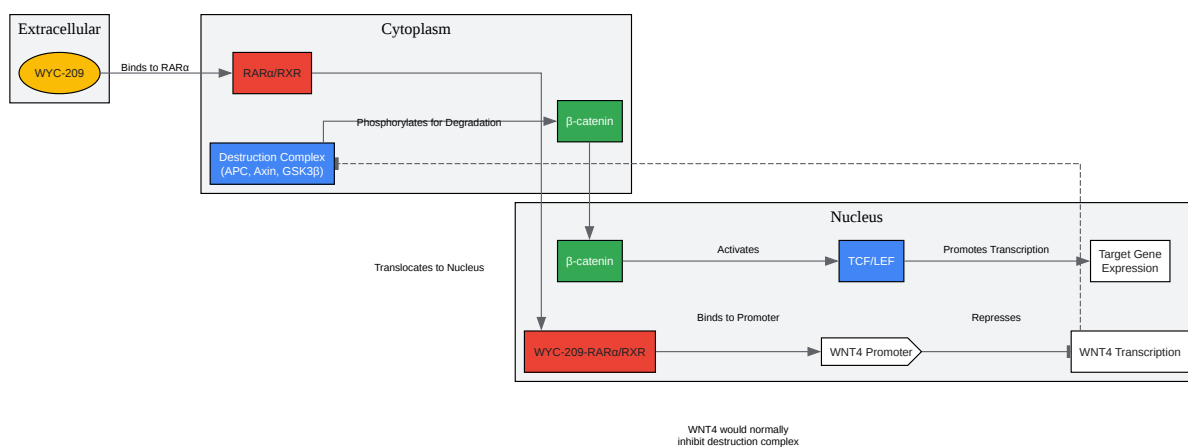 Extracellular
WYC-209
Binds to RARα
Cytoplasm
RARα/RXR
β-catenin
Phosphorylates for Degradation
Destruction Complex
(APC, Axin, GSK3β)
Translocates to Nucleus
Nucleus
β-catenin
Activates
TCF/LEF
Promotes Transcription
Target Gene
Expression
WYC-209-RARα/RXR
Binds to Promoter
WNT4 Promoter
Represses
WNT4 Transcription
WNT4 would normally
inhibit destruction complex